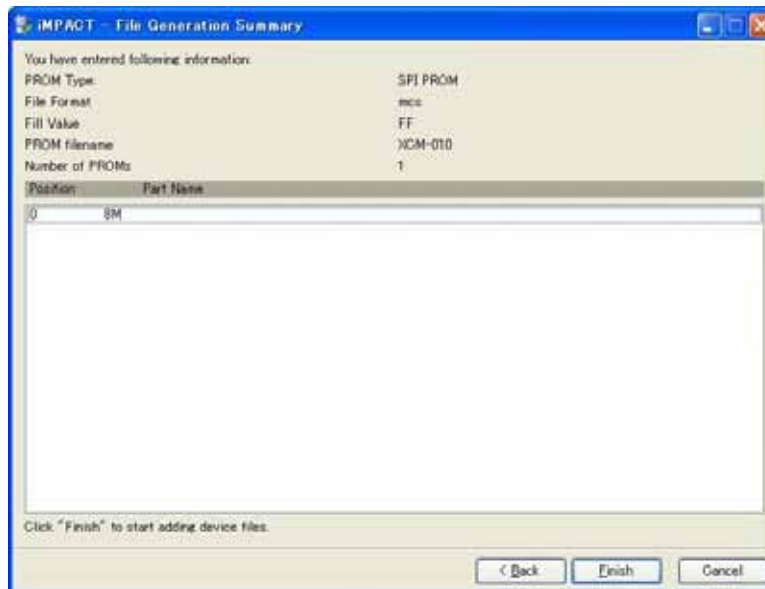 iMPACT - File Generation Summary
You have entered following information:
PROM Type: SPI PROM
File Format mcs
Fill Value FF
PROM filename XCM-010
Number of PROMs 1
Position Part Name
0 8M
Click "Finish" to start adding device files.
< Back Finish Cancel